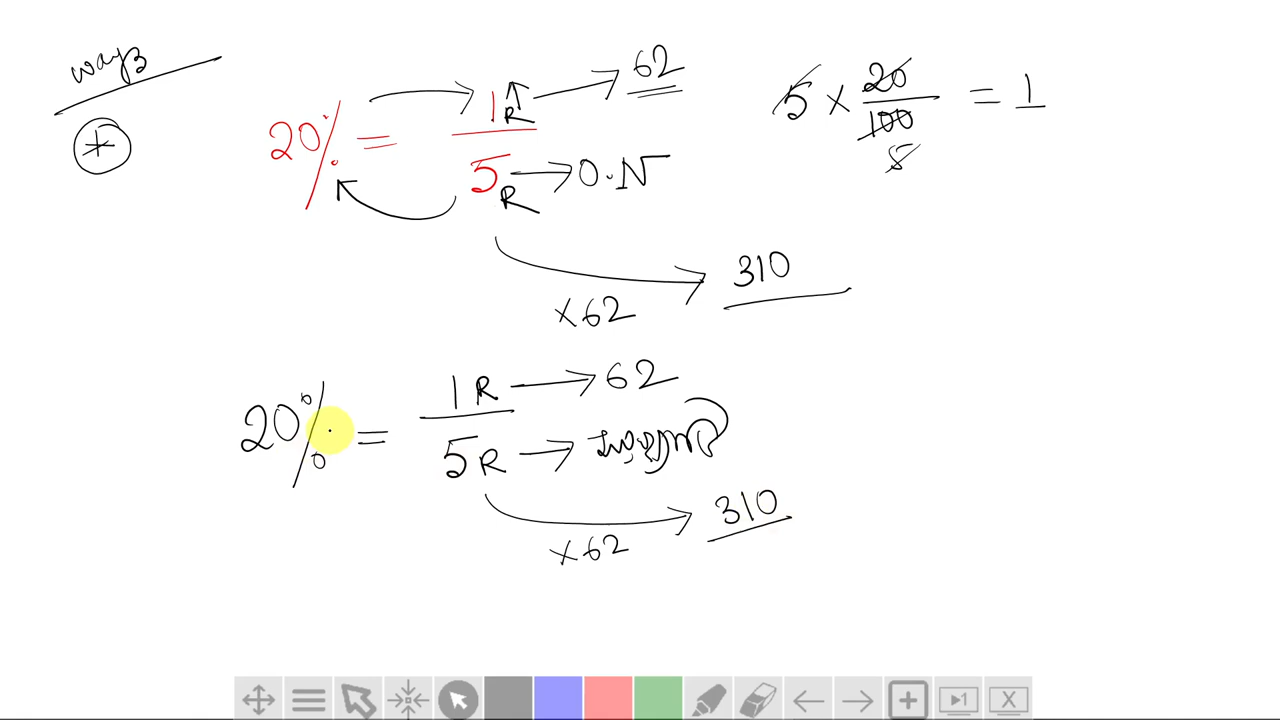 ways
*
20% = 1R/5R → 62
→ O.N
5 × 20/100 = 1
5
×62 → 310
20% = 1R/5R → 62
→
×62 → 310